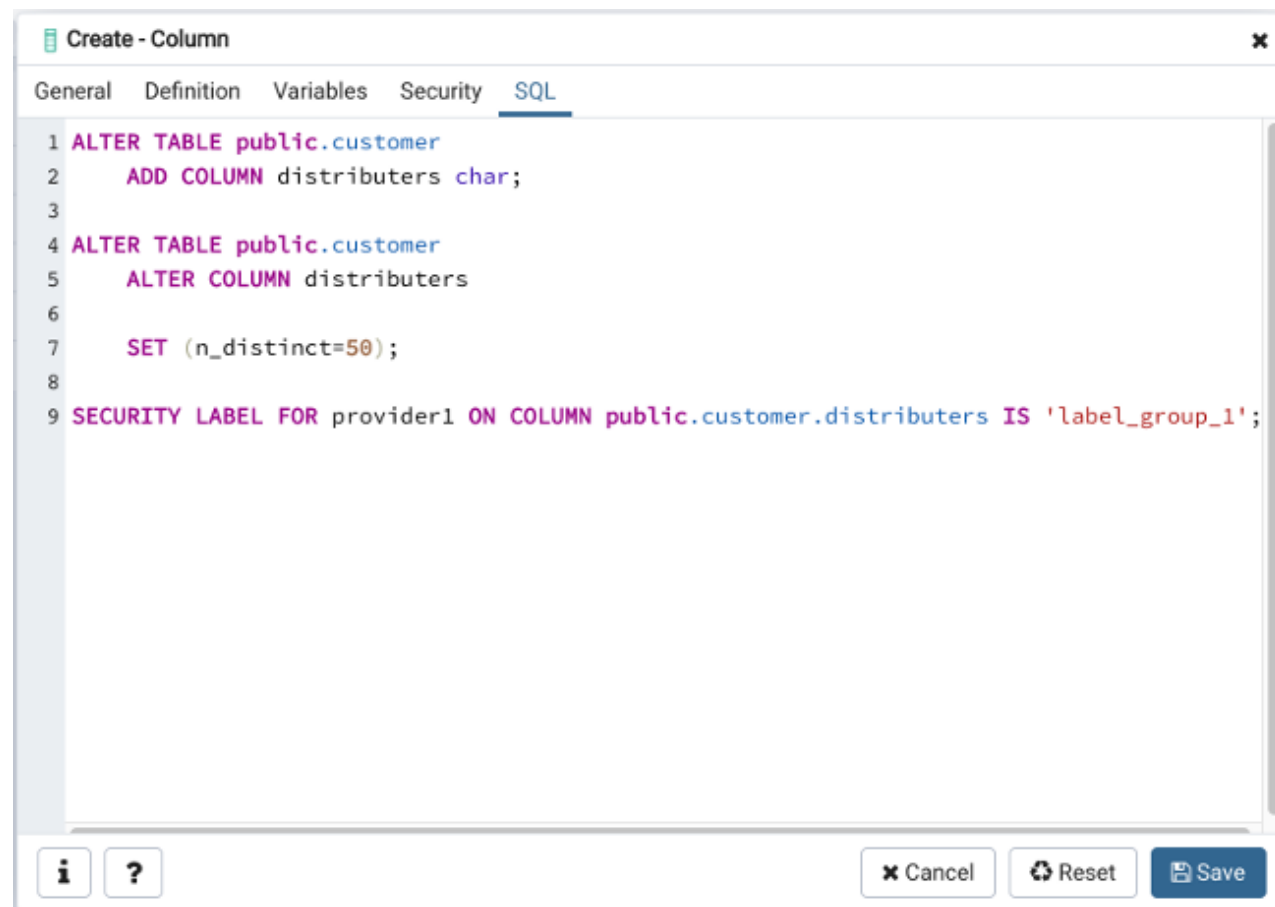 Create - Column
General Definition Variables Security SQL
1 ALTER TABLE public.customer
2 ADD COLUMN distributers char;
3
4 ALTER TABLE public.customer
5 ALTER COLUMN distributers
6
7 SET (n_distinct=50);
8
9 SECURITY LABEL FOR provider1 ON COLUMN public.customer.distributers IS 'label_group_1';
i ? Cancel Reset Save